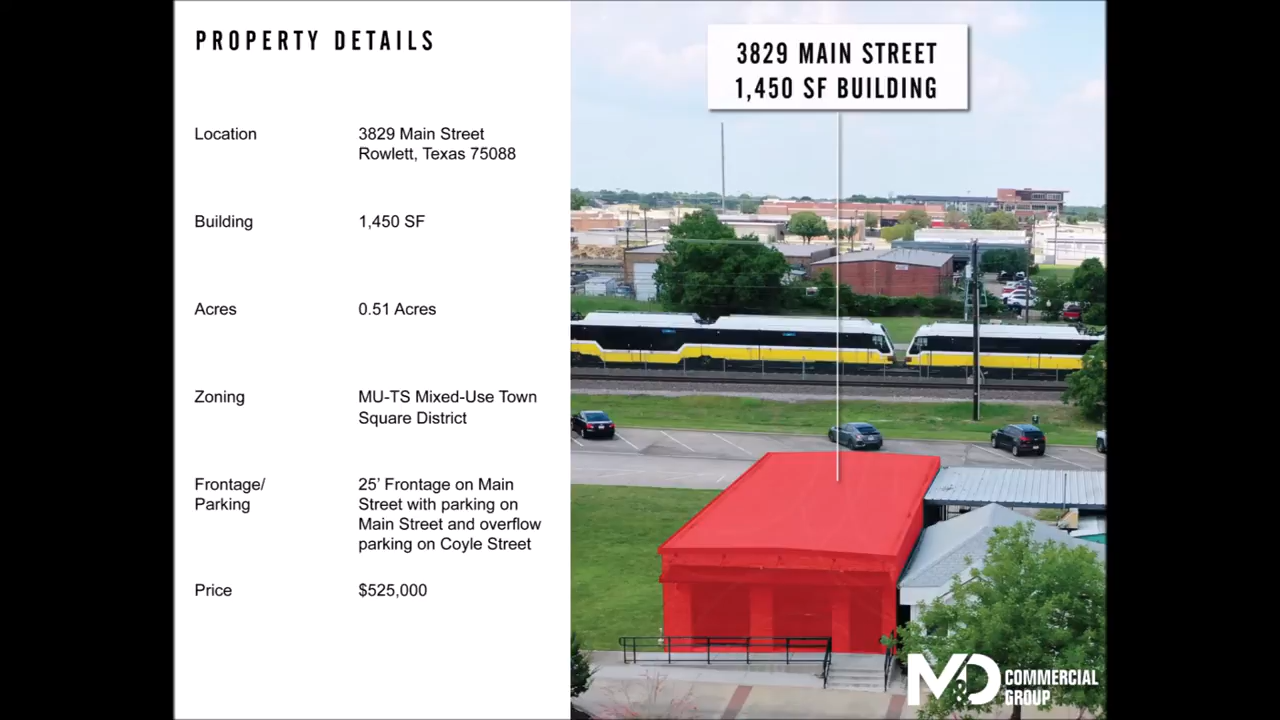 PROPERTY DETAILS
Location
3829 Main Street
Rowlett, Texas 75088
Building
1,450 SF
Acres
0.51 Acres
Zoning
MU-TS Mixed-Use Town
Square District
Frontage/
Parking
25’ Frontage on Main
Street with parking on
Main Street and overflow
parking on Coyle Street
Price
$525,000
3829 MAIN STREET
1,450 SF BUILDING
M&D
COMMERCIAL
GROUP